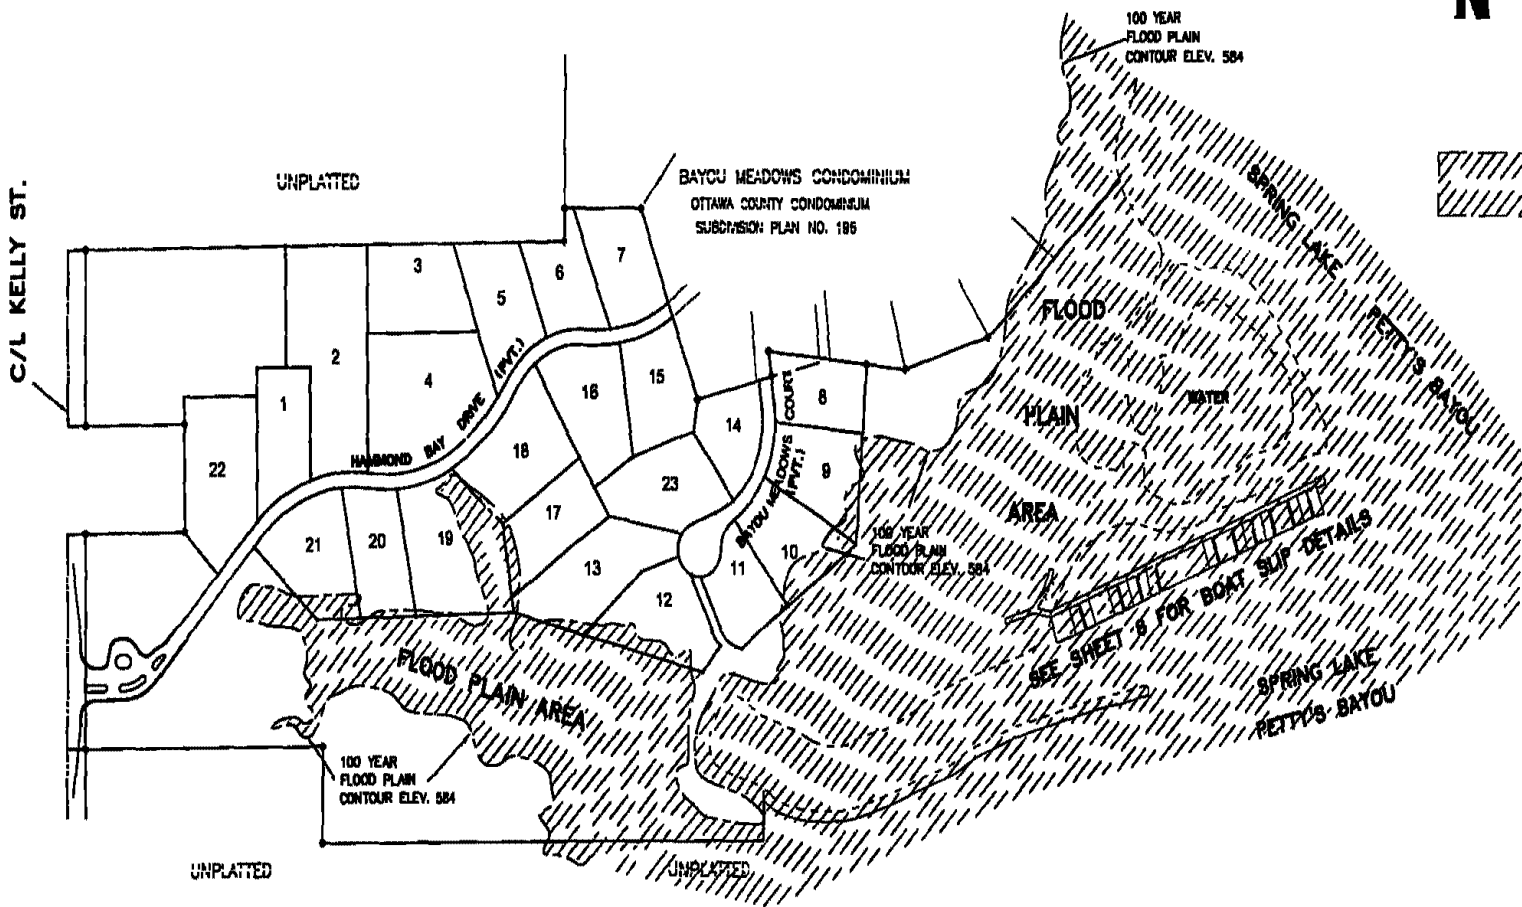 N
100 YEAR
FLOOD PLAIN
CONTOUR ELEV. 584
UNPLATTED
BAYOU MEADOWS CONDOMINIUM
OTTAWA COUNTY CONDOMINIUM
SUBDIVISION PLAN NO. 186
C/L KELLY ST.
SPRING LAKE
PETTY'S BAYOU
3
5
6
7
FLOOD
2
4
16
15
HAMMOND BAY DRIVE (PVT.)
1
8
WATER
PLAIN
14
22
18
23
9
BAYOU MEADOWS COURT
(PVT.)
17
AREA
21
20
19
13
10
11
12
100 YEAR
FLOOD PLAIN
CONTOUR ELEV. 584
SEE SHEET 8 FOR BOAT SLIP DETAILS
FLOOD PLAIN AREA
SPRING LAKE
PETTY'S BAYOU
100 YEAR
FLOOD PLAIN
CONTOUR ELEV. 584
UNPLATTED
UNPLATTED